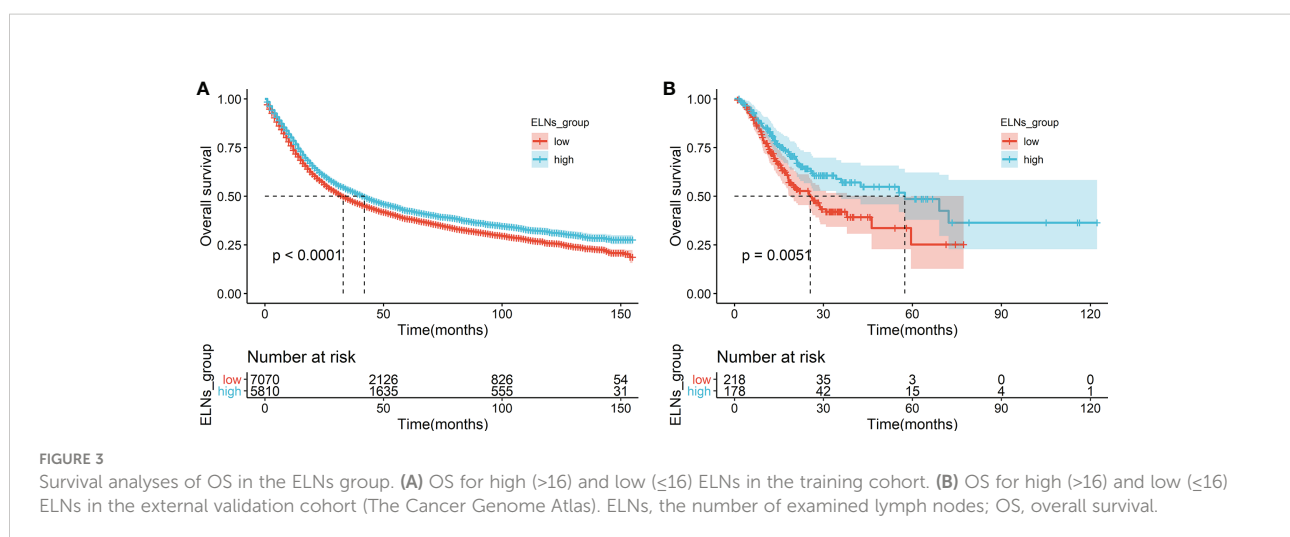 A
1.00
0.75
0.50
0.25
0.00
Overall survival
ELNs_group
low
high
p < 0.0001
0
50
100
150
Time(months)
Number at risk
ELNs_group
low 7070 2126 826 54
high 5810 1635 555 31
0
50
100
150
Time(months)
B
1.00
0.75
0.50
0.25
0.00
Overall survival
ELNs_group
low
high
p = 0.0051
0
30
60
90
120
Time(months)
Number at risk
ELNs_group
low 218 35 3 0 0
high 178 42 15 4 1
0
30
60
90
120
Time(months)
FIGURE 3
Survival analyses of OS in the ELNs group. (A) OS for high (>16) and low (≤16) ELNs in the training cohort. (B) OS for high (>16) and low (≤16)
ELNs in the external validation cohort (The Cancer Genome Atlas). ELNs, the number of examined lymph nodes; OS, overall survival.